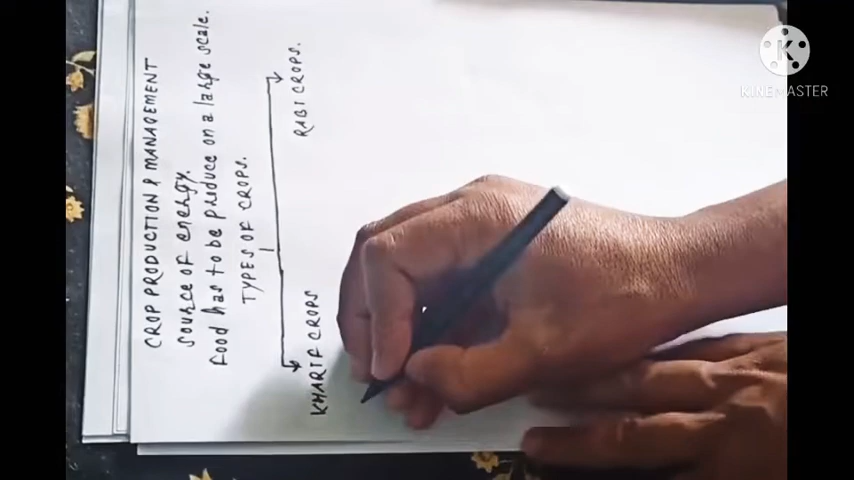 CROP PRODUCTION & MANAGEMENT
source of energy.
food has to be produce on a large scale.
TYPES OF CROPS.
KHARIF CROPS
RABI CROPS.
KINEMASTER